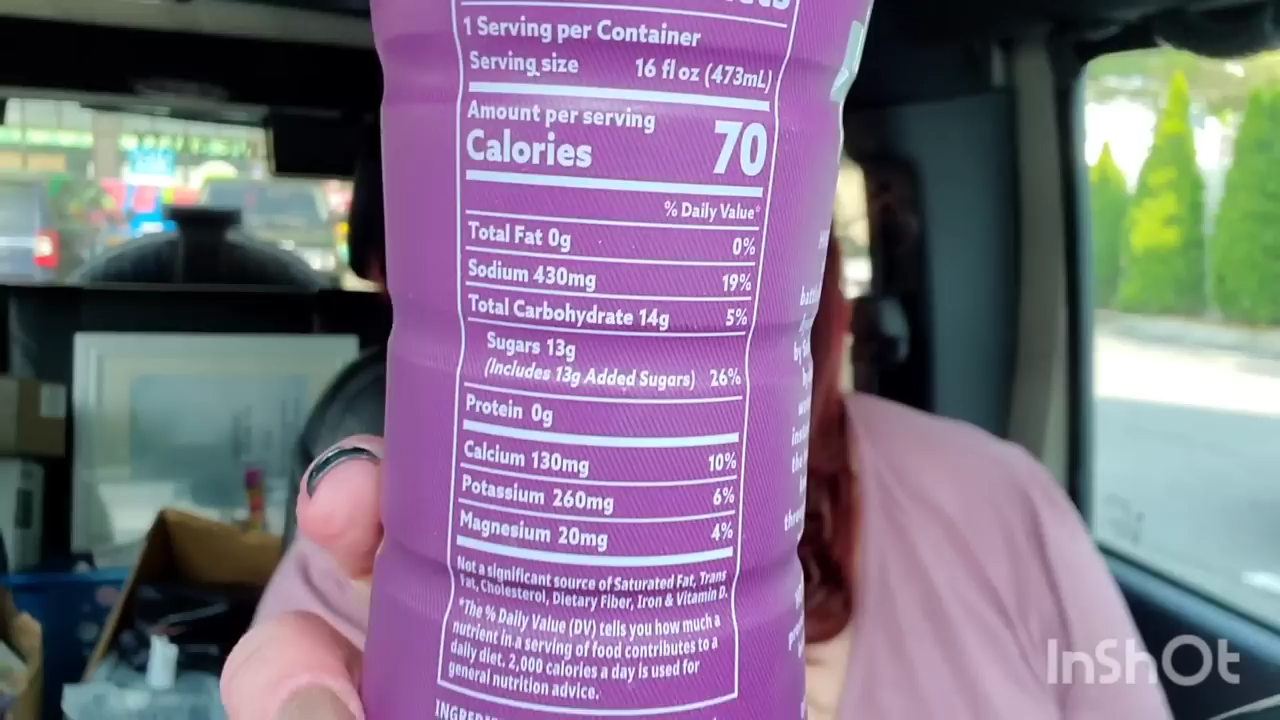 1 Serving per Container
Serving size 16 fl oz (473mL)
Amount per serving
Calories 70
% Daily Value*
Total Fat 0g 0%
Sodium 430mg 19%
Total Carbohydrate 14g 5%
Sugars 13g
(Includes 13g Added Sugars) 26%
Protein 0g
Calcium 130mg 10%
Potassium 260mg 6%
Magnesium 20mg 4%
Not a significant source of Saturated Fat, Trans
Fat, Cholesterol, Dietary Fiber, Iron & Vitamin D.
*The % Daily Value (DV) tells you how much a
nutrient in a serving of food contributes to a
daily diet. 2,000 calories a day is used for
general nutrition advice.
InShOt